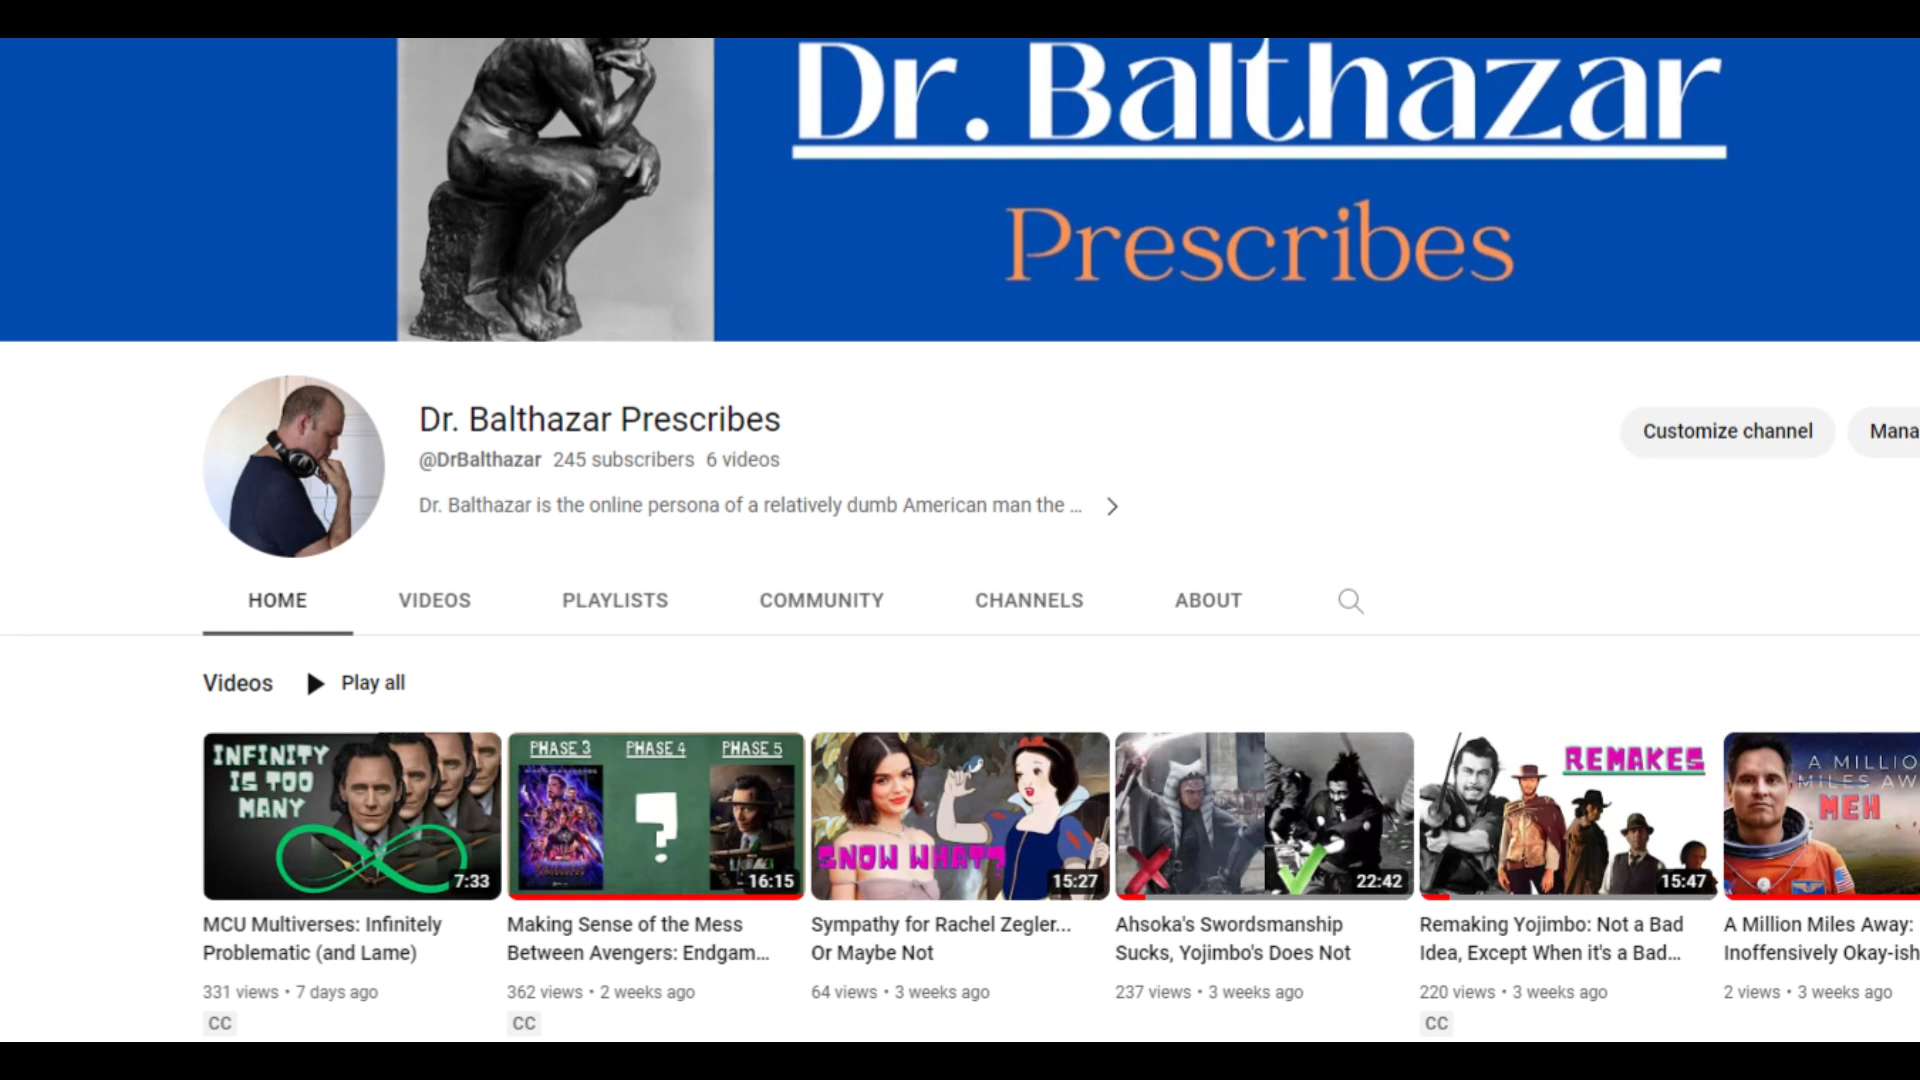 Dr. Balthazar
Prescribes
Dr. Balthazar Prescribes
@DrBalthazar 245 subscribers 6 videos
Dr. Balthazar is the online persona of a relatively dumb American man the ...
Customize channel
Mana
HOME VIDEOS PLAYLISTS COMMUNITY CHANNELS ABOUT
Videos Play all
INFINITY
IS TOO
MANY
7:33
PHASE 3 PHASE 4 PHASE 5
?
16:15
SNOW WHAT?
15:27
22:42
REMAKES
15:47
A MILLIO
MILES AW
MEH
MCU Multiverses: Infinitely
Problematic (and Lame)
331 views • 7 days ago
CC
Making Sense of the Mess
Between Avengers: Endgam...
362 views • 2 weeks ago
CC
Sympathy for Rachel Zegler...
Or Maybe Not
64 views • 3 weeks ago
Ahsoka's Swordsmanship
Sucks, Yojimbo's Does Not
237 views • 3 weeks ago
Remaking Yojimbo: Not a Bad
Idea, Except When it's a Bad...
220 views • 3 weeks ago
CC
A Million Miles Away:
Inoffensively Okay-ish
2 views • 3 weeks ago